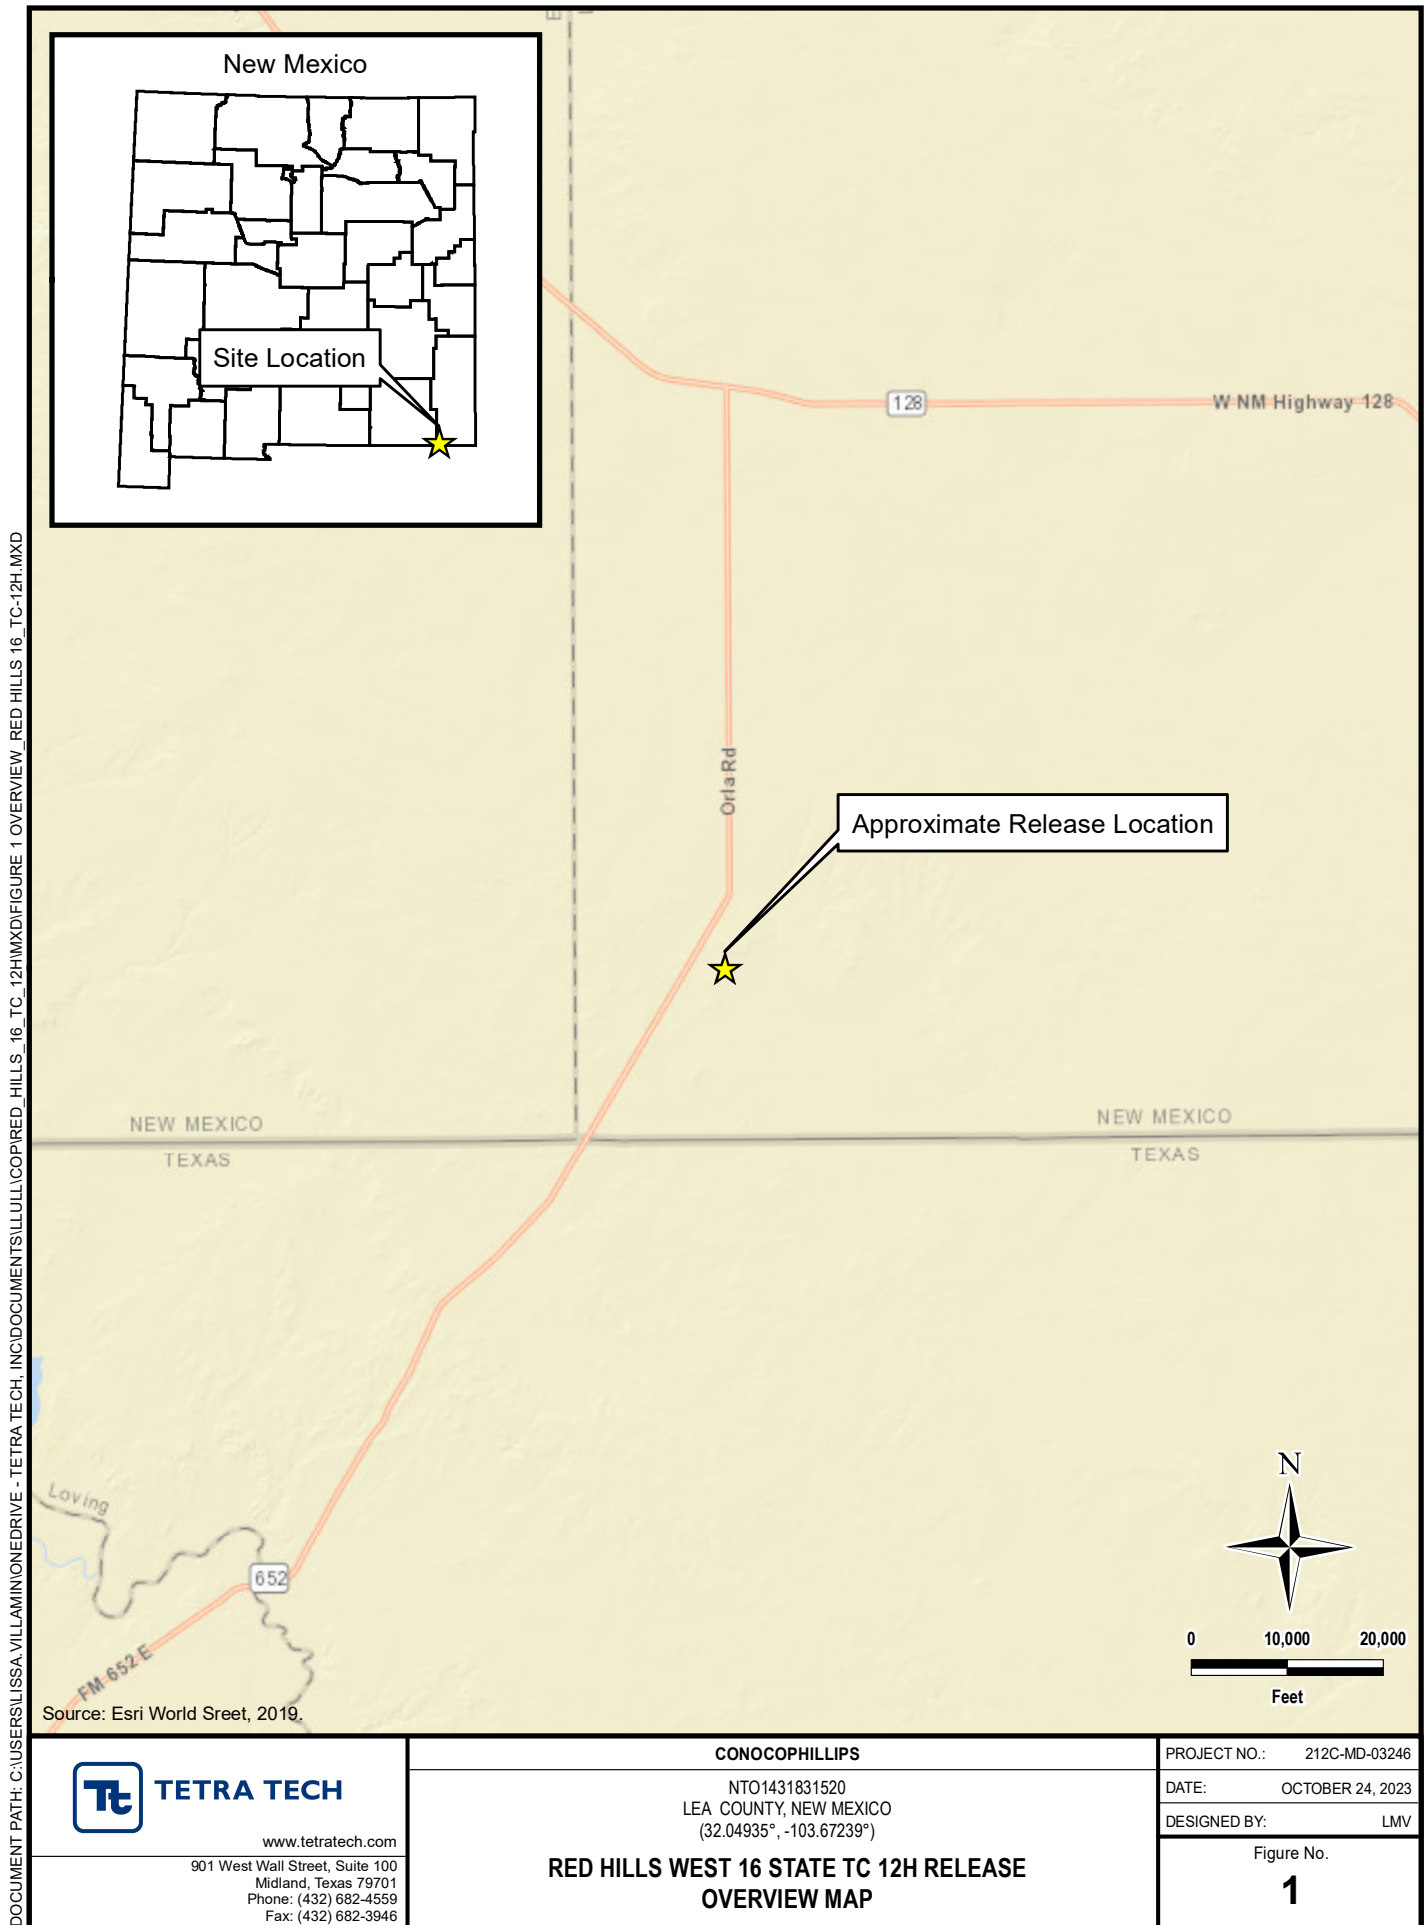 New Mexico
Site Location
128
W NM Highway 128
Orla Rd
Approximate Release Location
NEW MEXICO
TEXAS
NEW MEXICO
TEXAS
Loving
652
FM 652 E
N
0 10,000 20,000
Feet
Source: Esri World Sreet, 2019.
DOCUMENT PATH: C:\USERS\LISSA.VILLAMIN\ONEDRIVE - TETRA TECH, INC\DOCUMENTS\LLULL\COP\RED_HILLS_16_TC_12H\MXD\FIGURE 1 OVERVIEW_RED HILLS 16_TC-12H.MXD
Tt TETRA TECH
www.tetratech.com
901 West Wall Street, Suite 100
Midland, Texas 79701
Phone: (432) 682-4559
Fax: (432) 682-3946
CONOCOPHILLIPS
NTO1431831520
LEA COUNTY, NEW MEXICO
(32.04935°, -103.67239°)
RED HILLS WEST 16 STATE TC 12H RELEASE
OVERVIEW MAP
PROJECT NO.: 212C-MD-03246
DATE: OCTOBER 24, 2023
DESIGNED BY: LMV
Figure No.
1